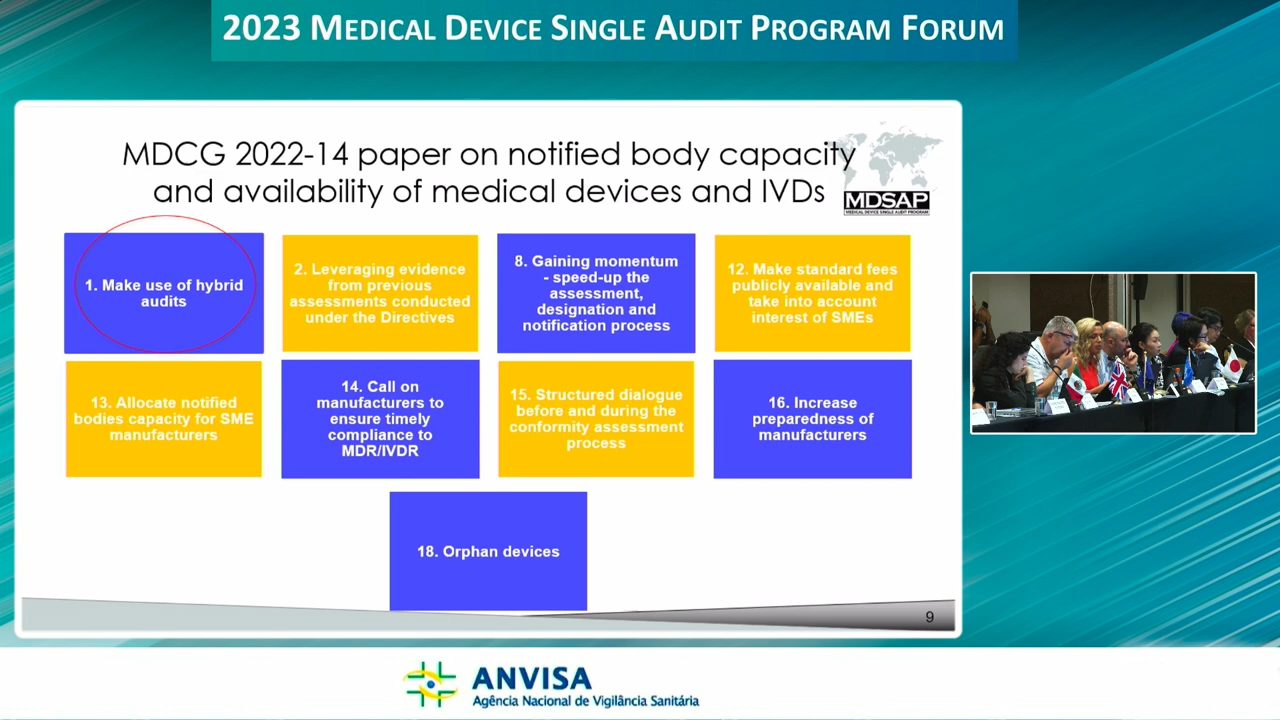 2023 MEDICAL DEVICE SINGLE AUDIT PROGRAM FORUM
MDCG 2022-14 paper on notified body capacity
and availability of medical devices and IVDs
MDSAP
MEDICAL DEVICE SINGLE AUDIT PROGRAM
1. Make use of hybrid
audits
2. Leveraging evidence
from previous
assessments conducted
under the Directives
8. Gaining momentum
- speed-up the
assessment,
designation and
notification process
12. Make standard fees
publicly available and
take into account
interest of SMEs
13. Allocate notified
bodies capacity for SME
manufacturers
14. Call on
manufacturers to
ensure timely
compliance to
MDR/IVDR
15. Structured dialogue
before and during the
conformity assessment
process
16. Increase
preparedness of
manufacturers
18. Orphan devices
9
ANVISA
Agência Nacional de Vigilância Sanitária